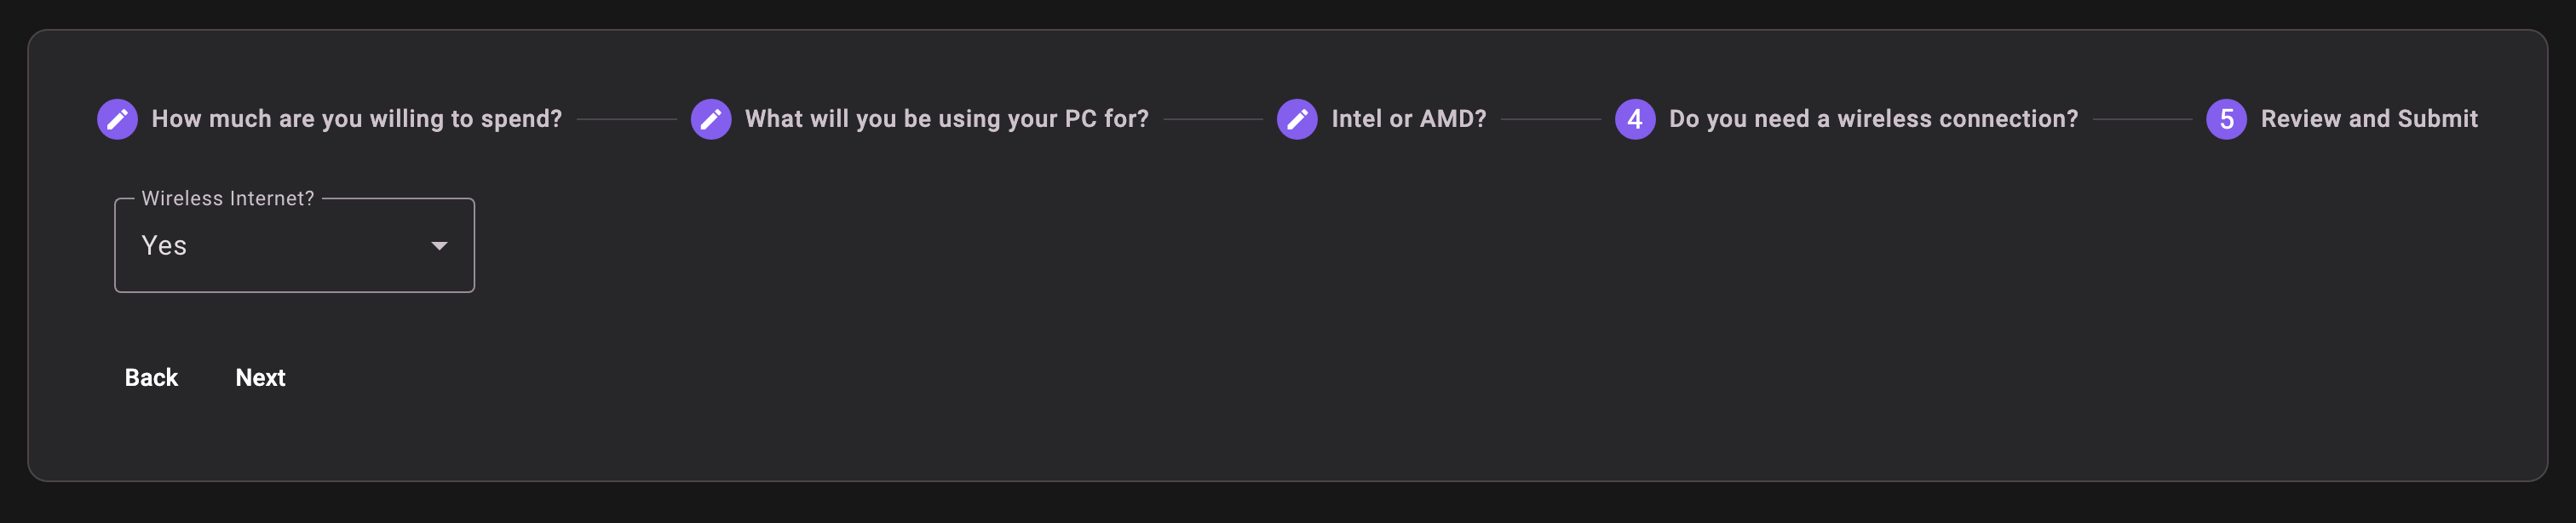 How much are you willing to spend? What will you be using your PC for? Intel or AMD? 4 Do you need a wireless connection? 5 Review and Submit
Wireless Internet?
Yes
Back Next